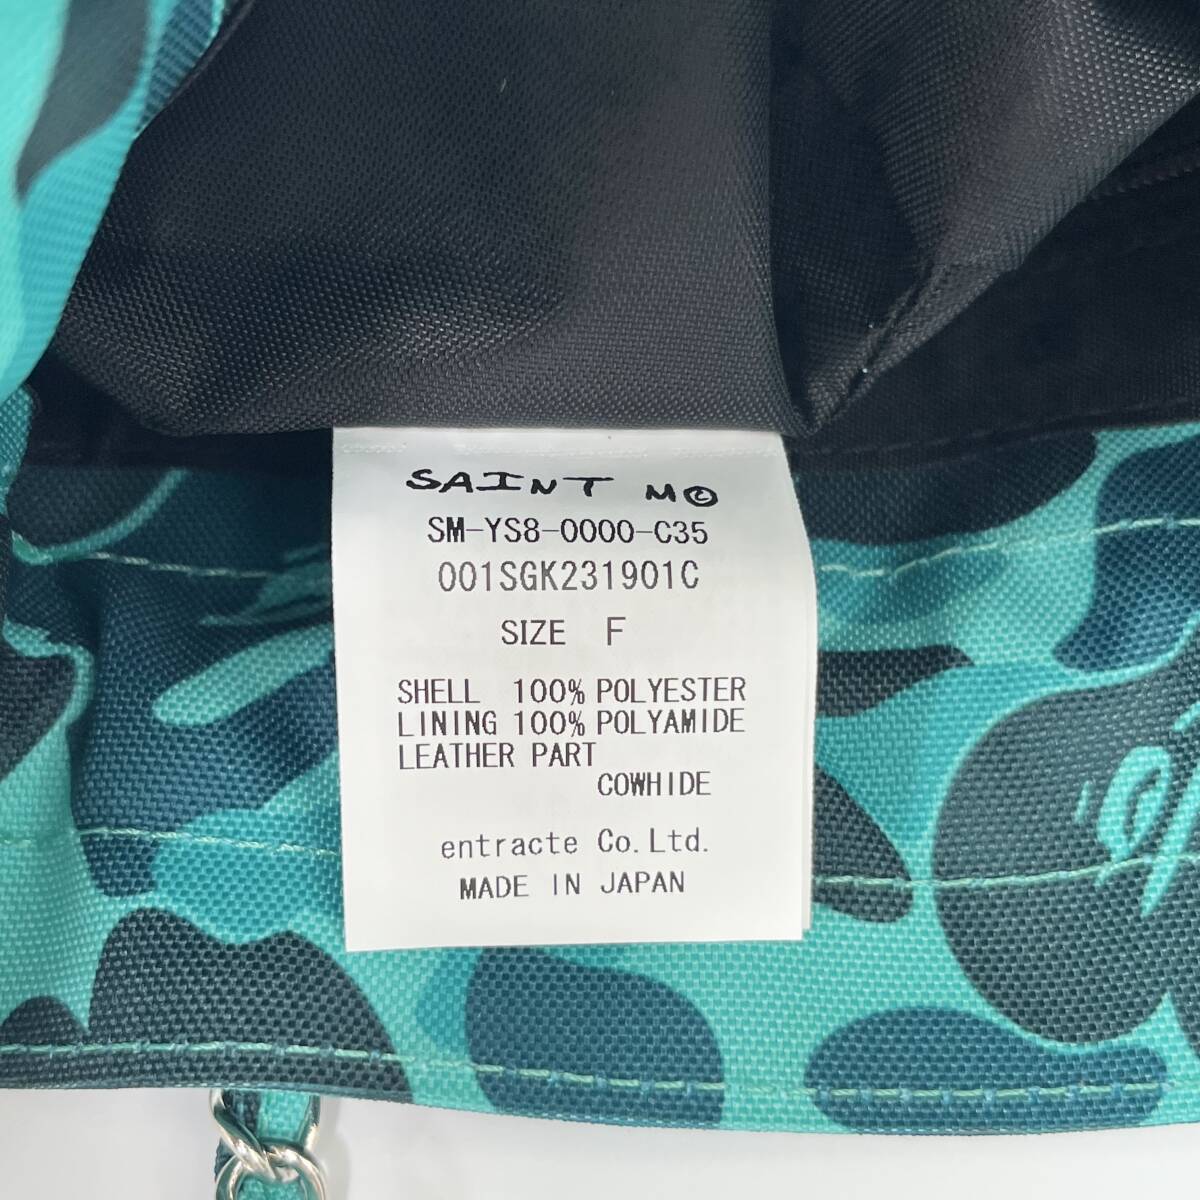 SAINT M©
SM-YS8-0000-C35
001SGK231901C
SIZE F
SHELL 100% POLYESTER
LINING 100% POLYAMIDE
LEATHER PART
COWHIDE
entracte Co.Ltd.
MADE IN JAPAN